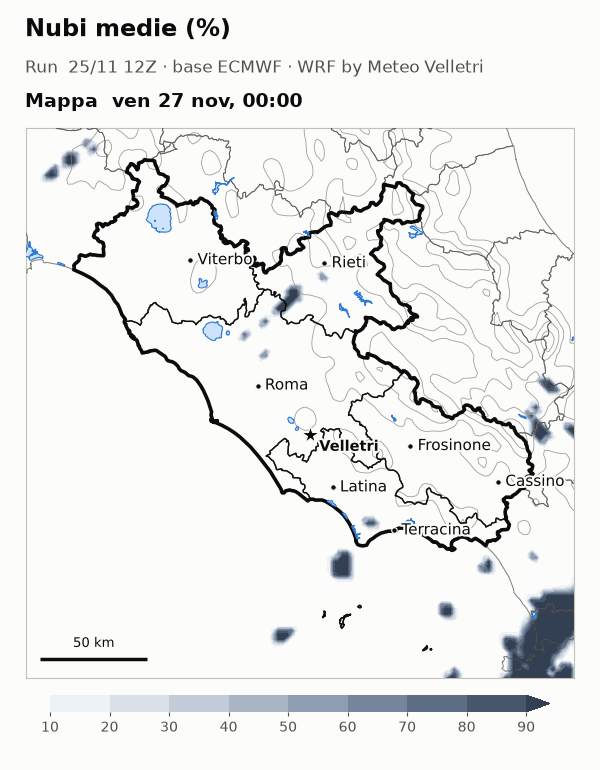 Nubi medie (%)
Run 25/11 12Z · base ECMWF · WRF by Meteo Velletri
Mappa ven 27 nov, 00:00
Viterbo
Rieti
Roma
Velletri
Frosinone
Latina
Cassino
Terracina
50 km
10 20 30 40 50 60 70 80 90